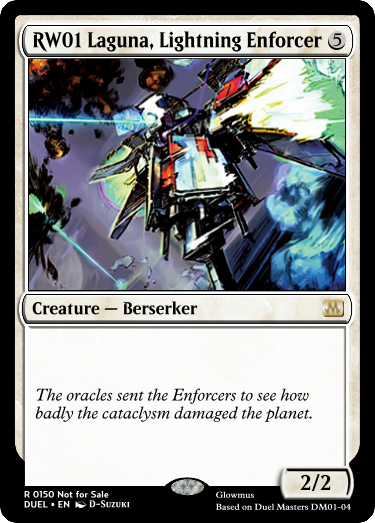 RW01 Laguna, Lightning Enforcer 5
Creature — Berserker
The oracles sent the Enforcers to see how
badly the cataclysm damaged the planet.
2/2
R 0150 Not for Sale
DUEL • EN D-Suzuki
Glowmus
Based on Duel Masters DM01-04